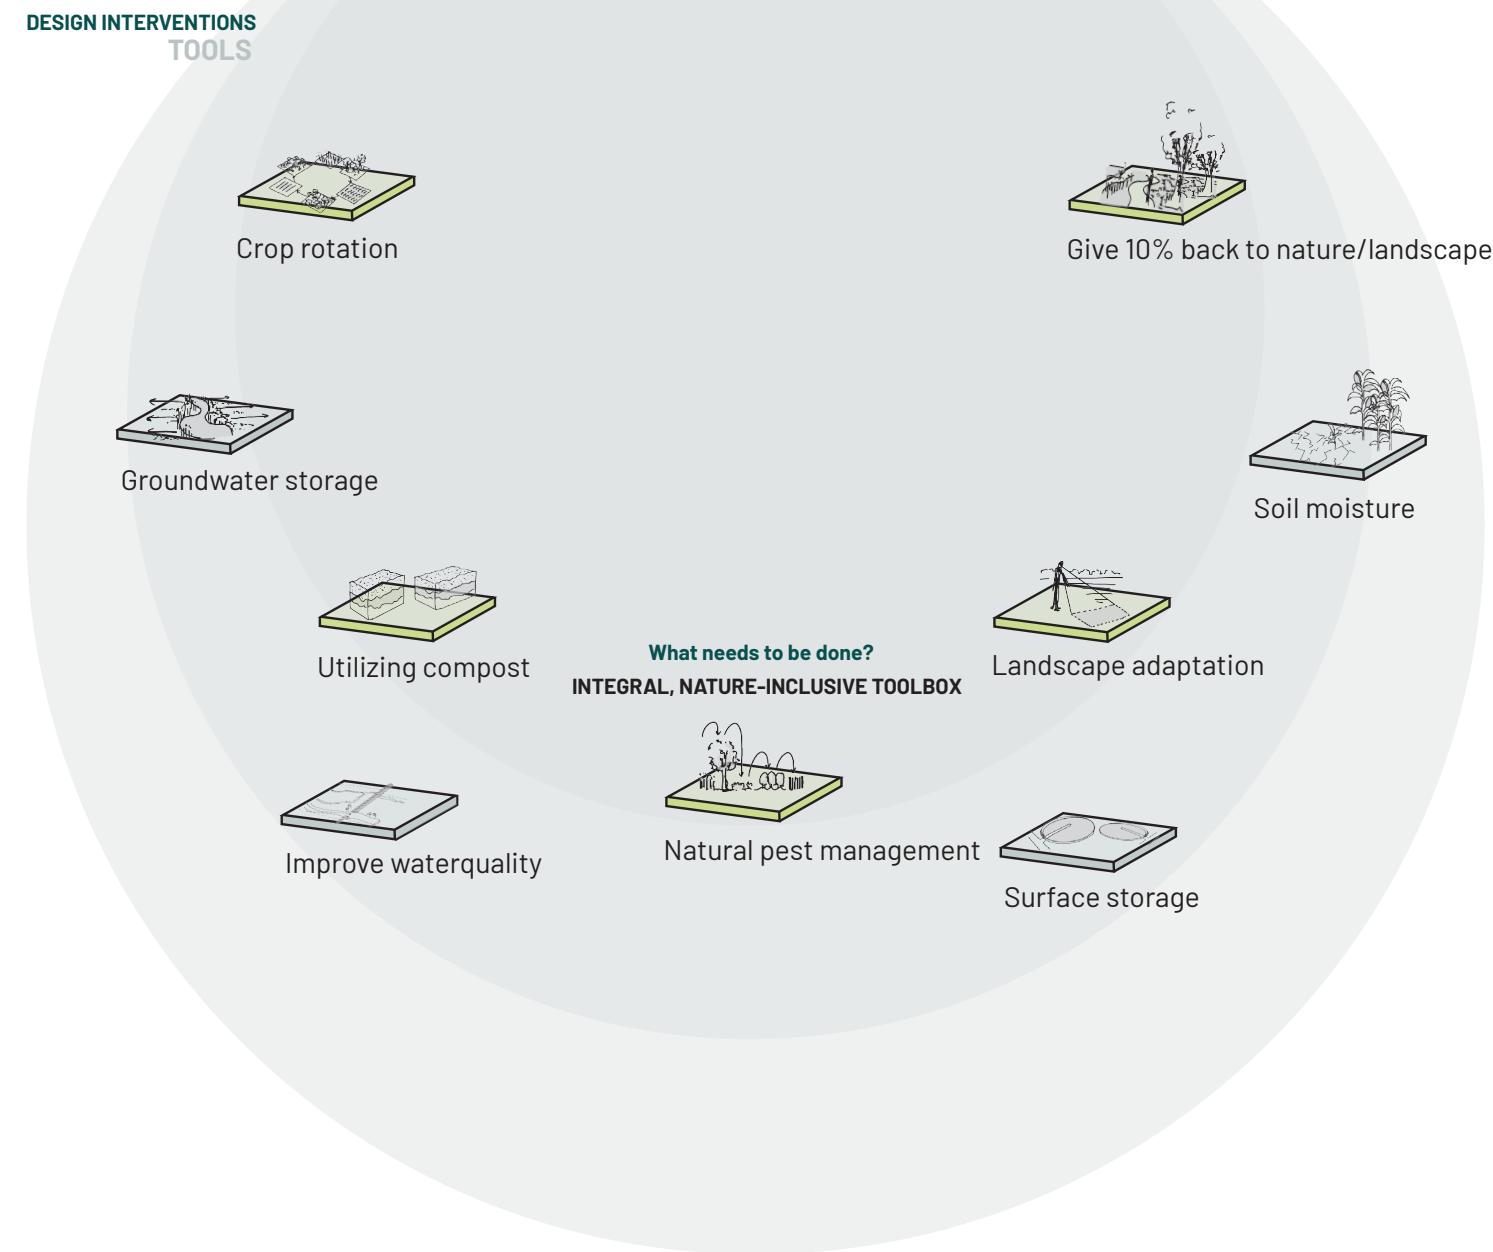 DESIGN INTERVENTIONS
TOOLS
Crop rotation
Give 10% back to nature/landscape
Groundwater storage
Soil moisture
Utilizing compost
What needs to be done?
INTEGRAL, NATURE-INCLUSIVE TOOLBOX
Landscape adaptation
Improve waterquality
Natural pest management
Surface storage